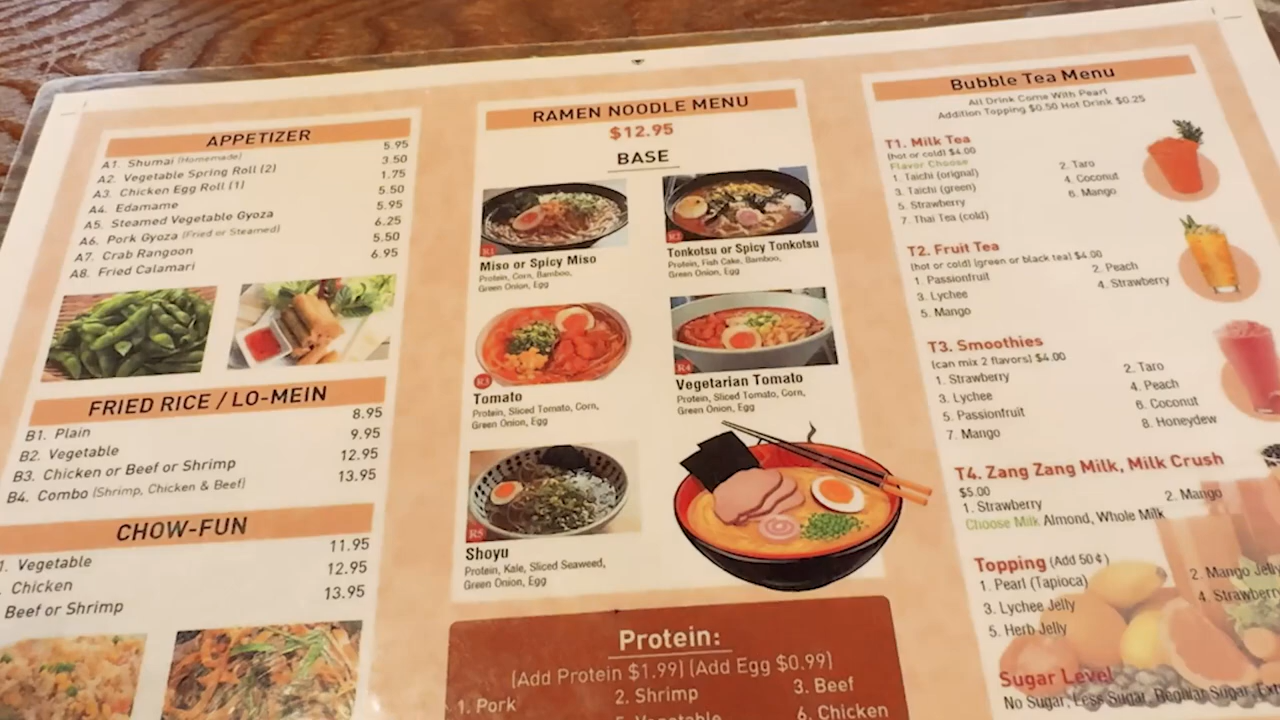 APPETIZER
A1. Shumai (Homemade) 5.95
A2. Vegetable Spring Roll (2) 3.50
A3. Chicken Egg Roll (1) 1.75
A4. Edamame 5.50
A5. Steamed Vegetable Gyoza 5.95
A6. Pork Gyoza (Fried or Steamed) 6.25
A7. Crab Rangoon 5.50
A8. Fried Calamari 6.95
FRIED RICE / LO-MEIN
B1. Plain 8.95
B2. Vegetable 9.95
B3. Chicken or Beef or Shrimp 12.95
B4. Combo (Shrimp, Chicken & Beef) 13.95
CHOW-FUN
Vegetable 11.95
Chicken 12.95
Beef or Shrimp 13.95
RAMEN NOODLE MENU
$12.95
BASE
R1
Miso or Spicy Miso
Protein, Corn, Bamboo,
Green Onion, Egg
R2
Tonkotsu or Spicy Tonkotsu
Protein, Fish Cake, Bamboo,
Green Onion, Egg
R3
Tomato
Protein, Sliced Tomato, Corn,
Green Onion, Egg
R4
Vegetarian Tomato
Protein, Sliced Tomato, Corn,
Green Onion, Egg
R5
Shoyu
Protein, Kale, Sliced Seaweed,
Green Onion, Egg
Protein:
(Add Protein $1.99) (Add Egg $0.99)
1. Pork 2. Shrimp 3. Beef
5. Vegetable 6. Chicken
Bubble Tea Menu
All Drink Come With Pearl
Addition Topping $0.50 Hot Drink $0.25
T1. Milk Tea
(hot or cold) $4.00
Flavor Choose
1. Taichi (orignal) 2. Taro
3. Taichi (green) 4. Coconut
5. Strawberry 6. Mango
7. Thai Tea (cold)
T2. Fruit Tea
(hot or cold) (green or black tea) $4.00
1. Passionfruit 2. Peach
3. Lychee 4. Strawberry
5. Mango
T3. Smoothies
(can mix 2 flavors) $4.00
1. Strawberry 2. Taro
3. Lychee 4. Peach
5. Passionfruit 6. Coconut
7. Mango 8. Honeydew
T4. Zang Zang Milk, Milk Crush
$5.00
1. Strawberry 2. Mango
Choose Milk Almond, Whole Milk
Topping (Add 50¢)
1. Pearl (Tapioca) 2. Mango Jelly
3. Lychee Jelly 4. Strawberry
5. Herb Jelly
Sugar Level
No Sugar, Less Sugar, Regular Sugar,